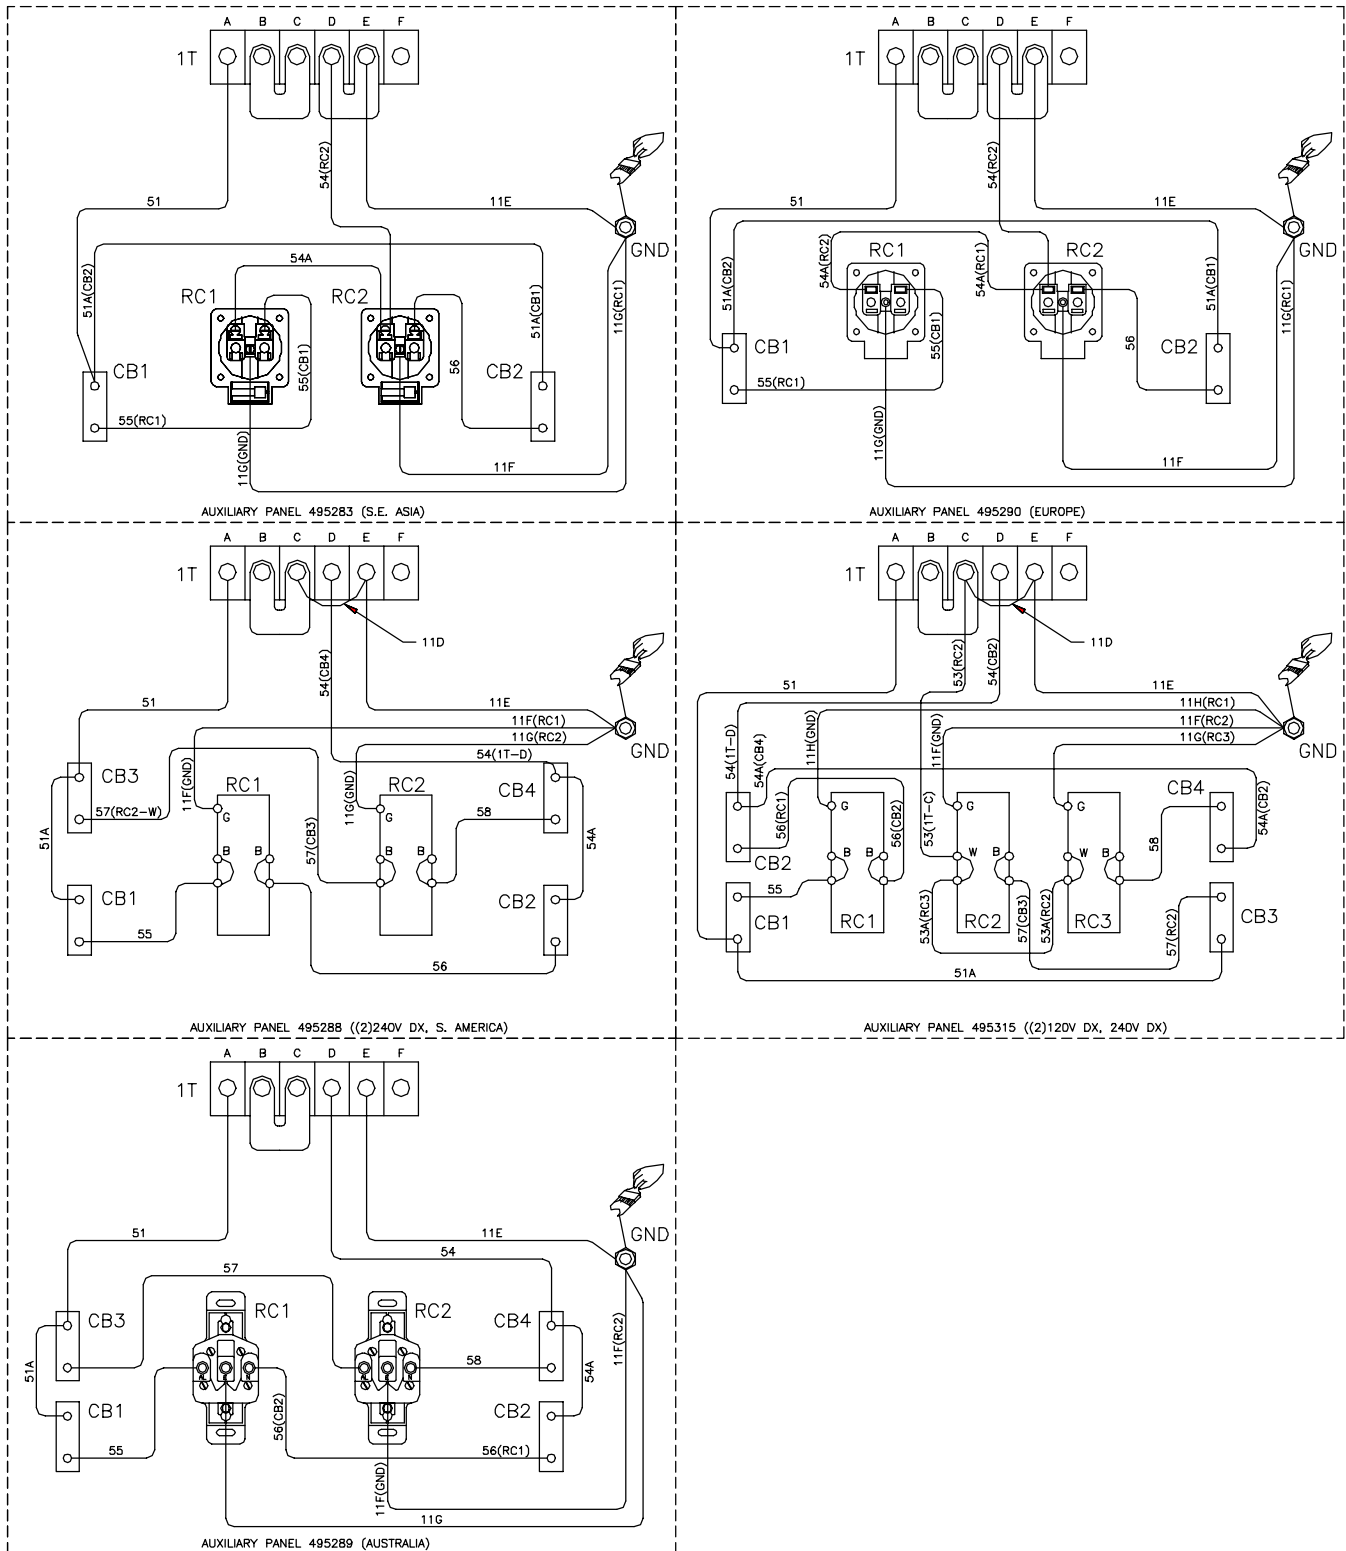 A B C D E F
1T
51
54(RC2)
11E
GND
54A
51A(CB2)
51A(CB1)
11G(RC1)
RC1
RC2
55(CB1)
56
CB1
CB2
55(RC1)
11G(GND)
11F
AUXILIARY PANEL 495283 (S.E. ASIA)
A B C D E F
1T
51
54(RC2)
11E
GND
54A(RC2)
54A(RC1)
RC1
RC2
51A(CB2)
51A(CB1)
11G(RC1)
55(CB1)
56
CB1
CB2
55(RC1)
11G(GND)
11F
AUXILIARY PANEL 495290 (EUROPE)
A B C D E F
1T
11D
54(CB4)
51
11E
11F(RC1)
11G(RC2)
54(1T-D)
GND
CB3
11F(GND)
RC1
11G(GND)
RC2
CB4
57(RC2-W)
G
G
58
51A
57(CB3)
54A
B B
B B
CB1
CB2
55
56
AUXILIARY PANEL 495288 ((2)240V DX, S. AMERICA)
A B C D E F
1T
11D
53(RC2)
54(CB2)
51
11E
11H(RC1)
11F(RC2)
11G(RC3)
GND
54(1T-D)
54A(CB4)
11H(GND)
11F(GND)
CB4
56(RC1)
G
G
G
56(CB2)
53(1T-C)
58
54A(CB2)
CB2
B B
W B
W B
55
CB1
RC1
RC2
RC3
CB3
53A(RC3)
57(CB3)
53A(RC2)
57(RC2)
51A
AUXILIARY PANEL 495315 ((2)120V DX, 240V DX)
A B C D E F
1T
51
11E
GND
54
57
RC1
RC2
CB3
CB4
11F(RC2)
58
51A
54A
CB1
CB2
55
56(CB2)
56(RC1)
11F(GND)
11G
AUXILIARY PANEL 495289 (AUSTRALIA)